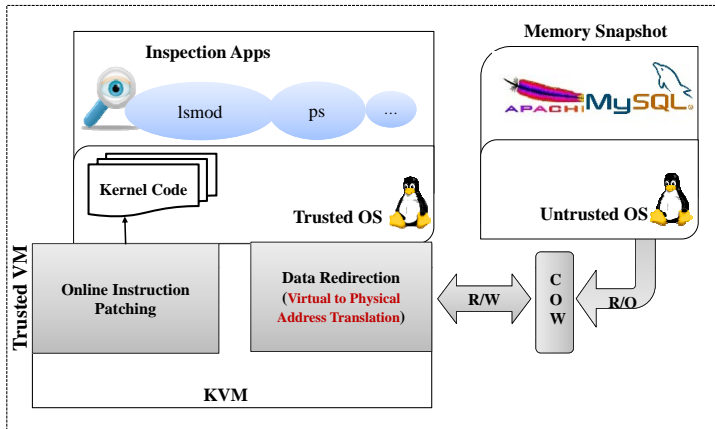 Memory Snapshot
Inspection Apps
lsmod
ps
...
APACHI
MySQL®
Kernel Code
Trusted OS
Untrusted OS
Trusted VM
Online Instruction
Patching
Data Redirection
(Virtual to Physical
Address Translation)
R/W
C
O
W
R/O
KVM